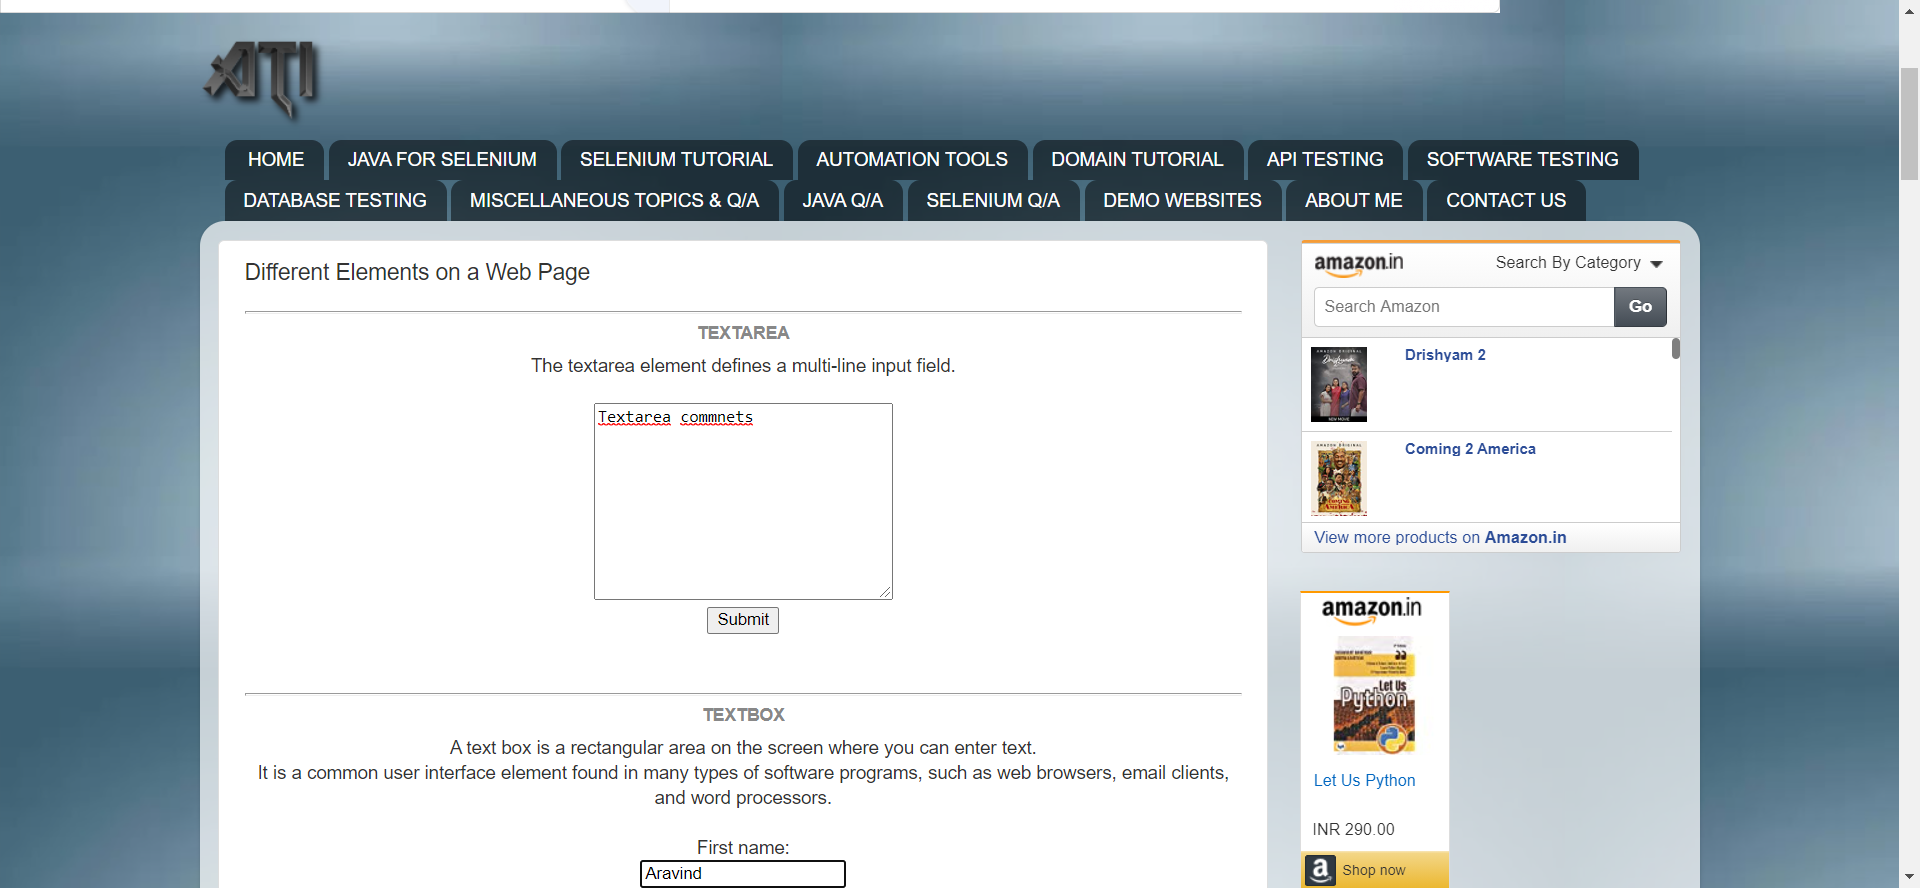 ATI
HOME JAVA FOR SELENIUM SELENIUM TUTORIAL AUTOMATION TOOLS DOMAIN TUTORIAL API TESTING SOFTWARE TESTING
DATABASE TESTING MISCELLANEOUS TOPICS & Q/A JAVA Q/A SELENIUM Q/A DEMO WEBSITES ABOUT ME CONTACT US
Different Elements on a Web Page
TEXTAREA
The textarea element defines a multi-line input field.
Textarea commnets
Submit
TEXTBOX
A text box is a rectangular area on the screen where you can enter text.
It is a common user interface element found in many types of software programs, such as web browsers, email clients,
and word processors.
First name:
Aravind
amazon.in Search By Category
Search Amazon Go
Drishyam 2
Coming 2 America
View more products on Amazon.in
amazon.in
Let Us
Python
Let Us Python
INR 290.00
Shop now